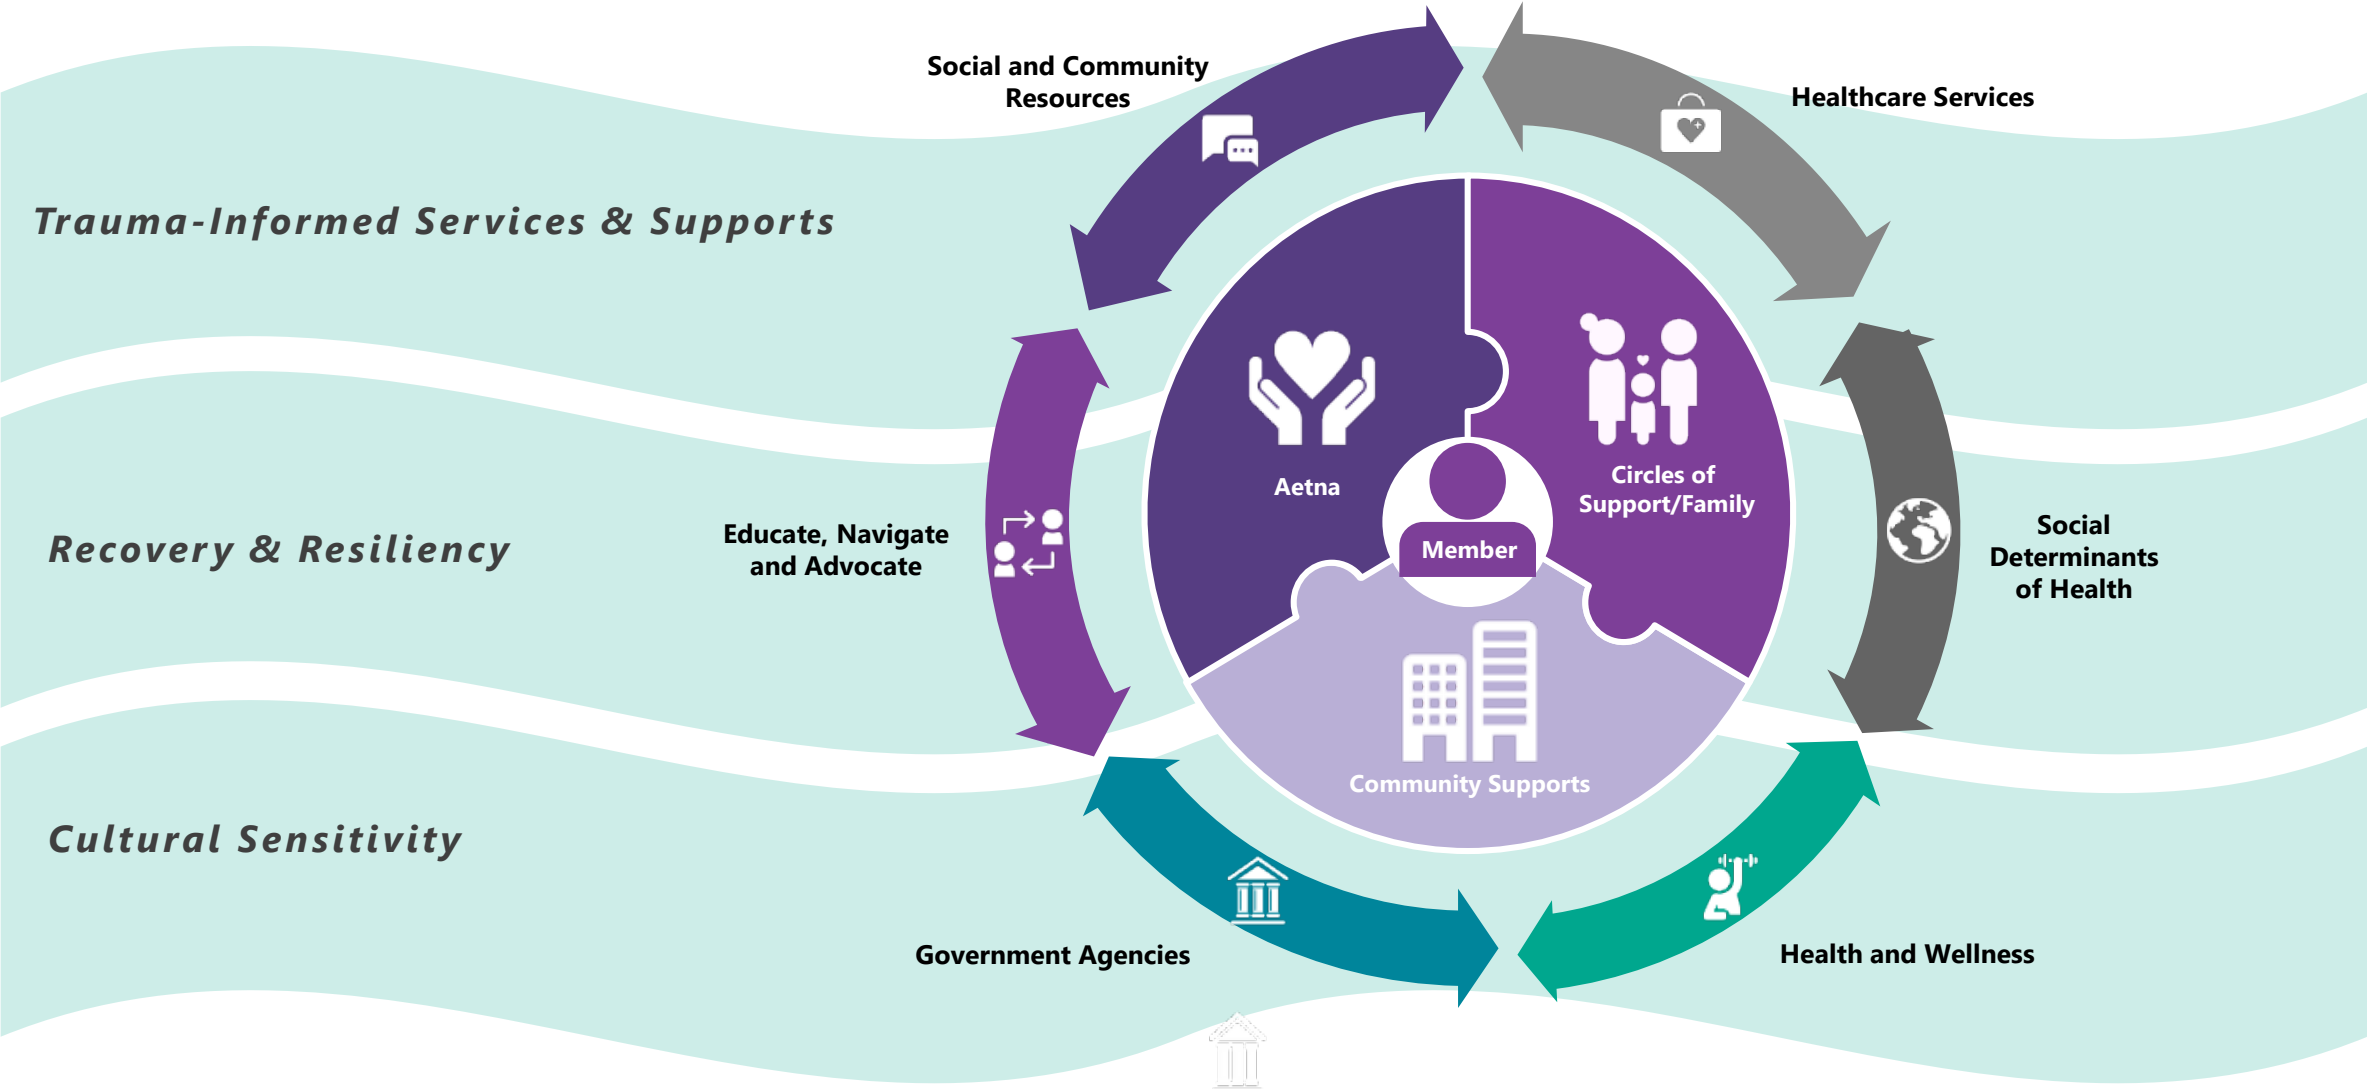 Social and Community
Resources
Healthcare Services
Trauma-Informed Services & Supports
Aetna
Circles of
Support/Family
Member
Educate, Navigate
and Advocate
Recovery & Resiliency
Social
Determinants
of Health
Community Supports
Cultural Sensitivity
Government Agencies
Health and Wellness